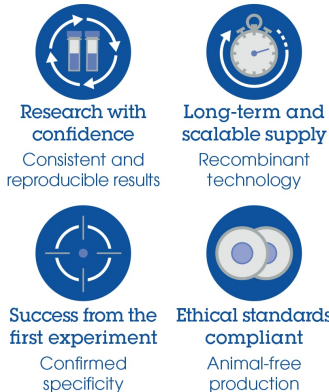 Research with
confidence
Consistent and
reproducible results
Long-term and
scalable supply
Recombinant
technology
Success from the
first experiment
Confirmed
specificity
Ethical standards
compliant
Animal-free
production